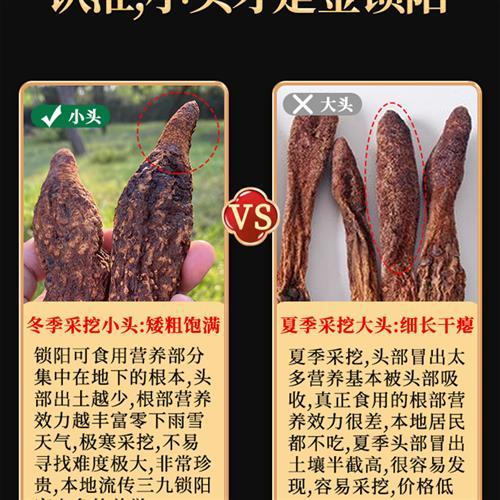 认准,小头才是金锁阳
小头
大头
VS
冬季采挖小头:矮粗饱满
锁阳可食用营养部分
集中在地下的根本,头
部出土越少,根部营养
效力越丰富零下雨雪
天气,极寒采挖,不易
寻找难度极大,非常珍
贵,本地流传三九锁阳
夏季采挖大头:细长干瘪
夏季采挖,头部冒出太
多营养基本被头部吸
收,真正食用的根部营
养效力很差,本地居民
都不吃,夏季头部冒出
土壤半截高,很容易发
现,容易采挖,价格低